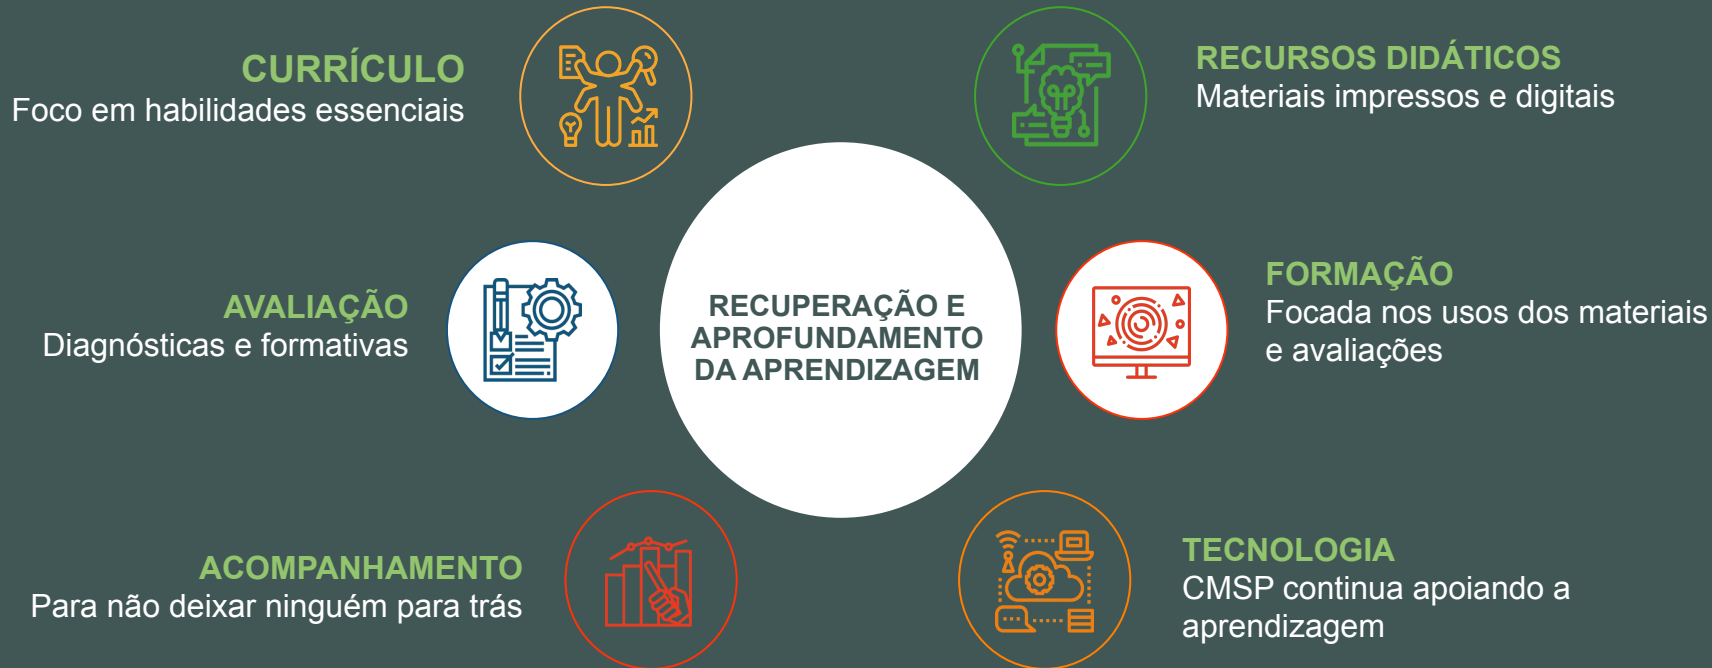 CURRÍCULO
Foco em habilidades essenciais
RECURSOS DIDÁTICOS
Materiais impressos e digitais
AVALIAÇÃO
Diagnósticas e formativas
RECUPERAÇÃO E
APROFUNDAMENTO
DA APRENDIZAGEM
FORMAÇÃO
Focada nos usos dos materiais
e avaliações
ACOMPANHAMENTO
Para não deixar ninguém para trás
TECNOLOGIA
CMSP continua apoiando a
aprendizagem